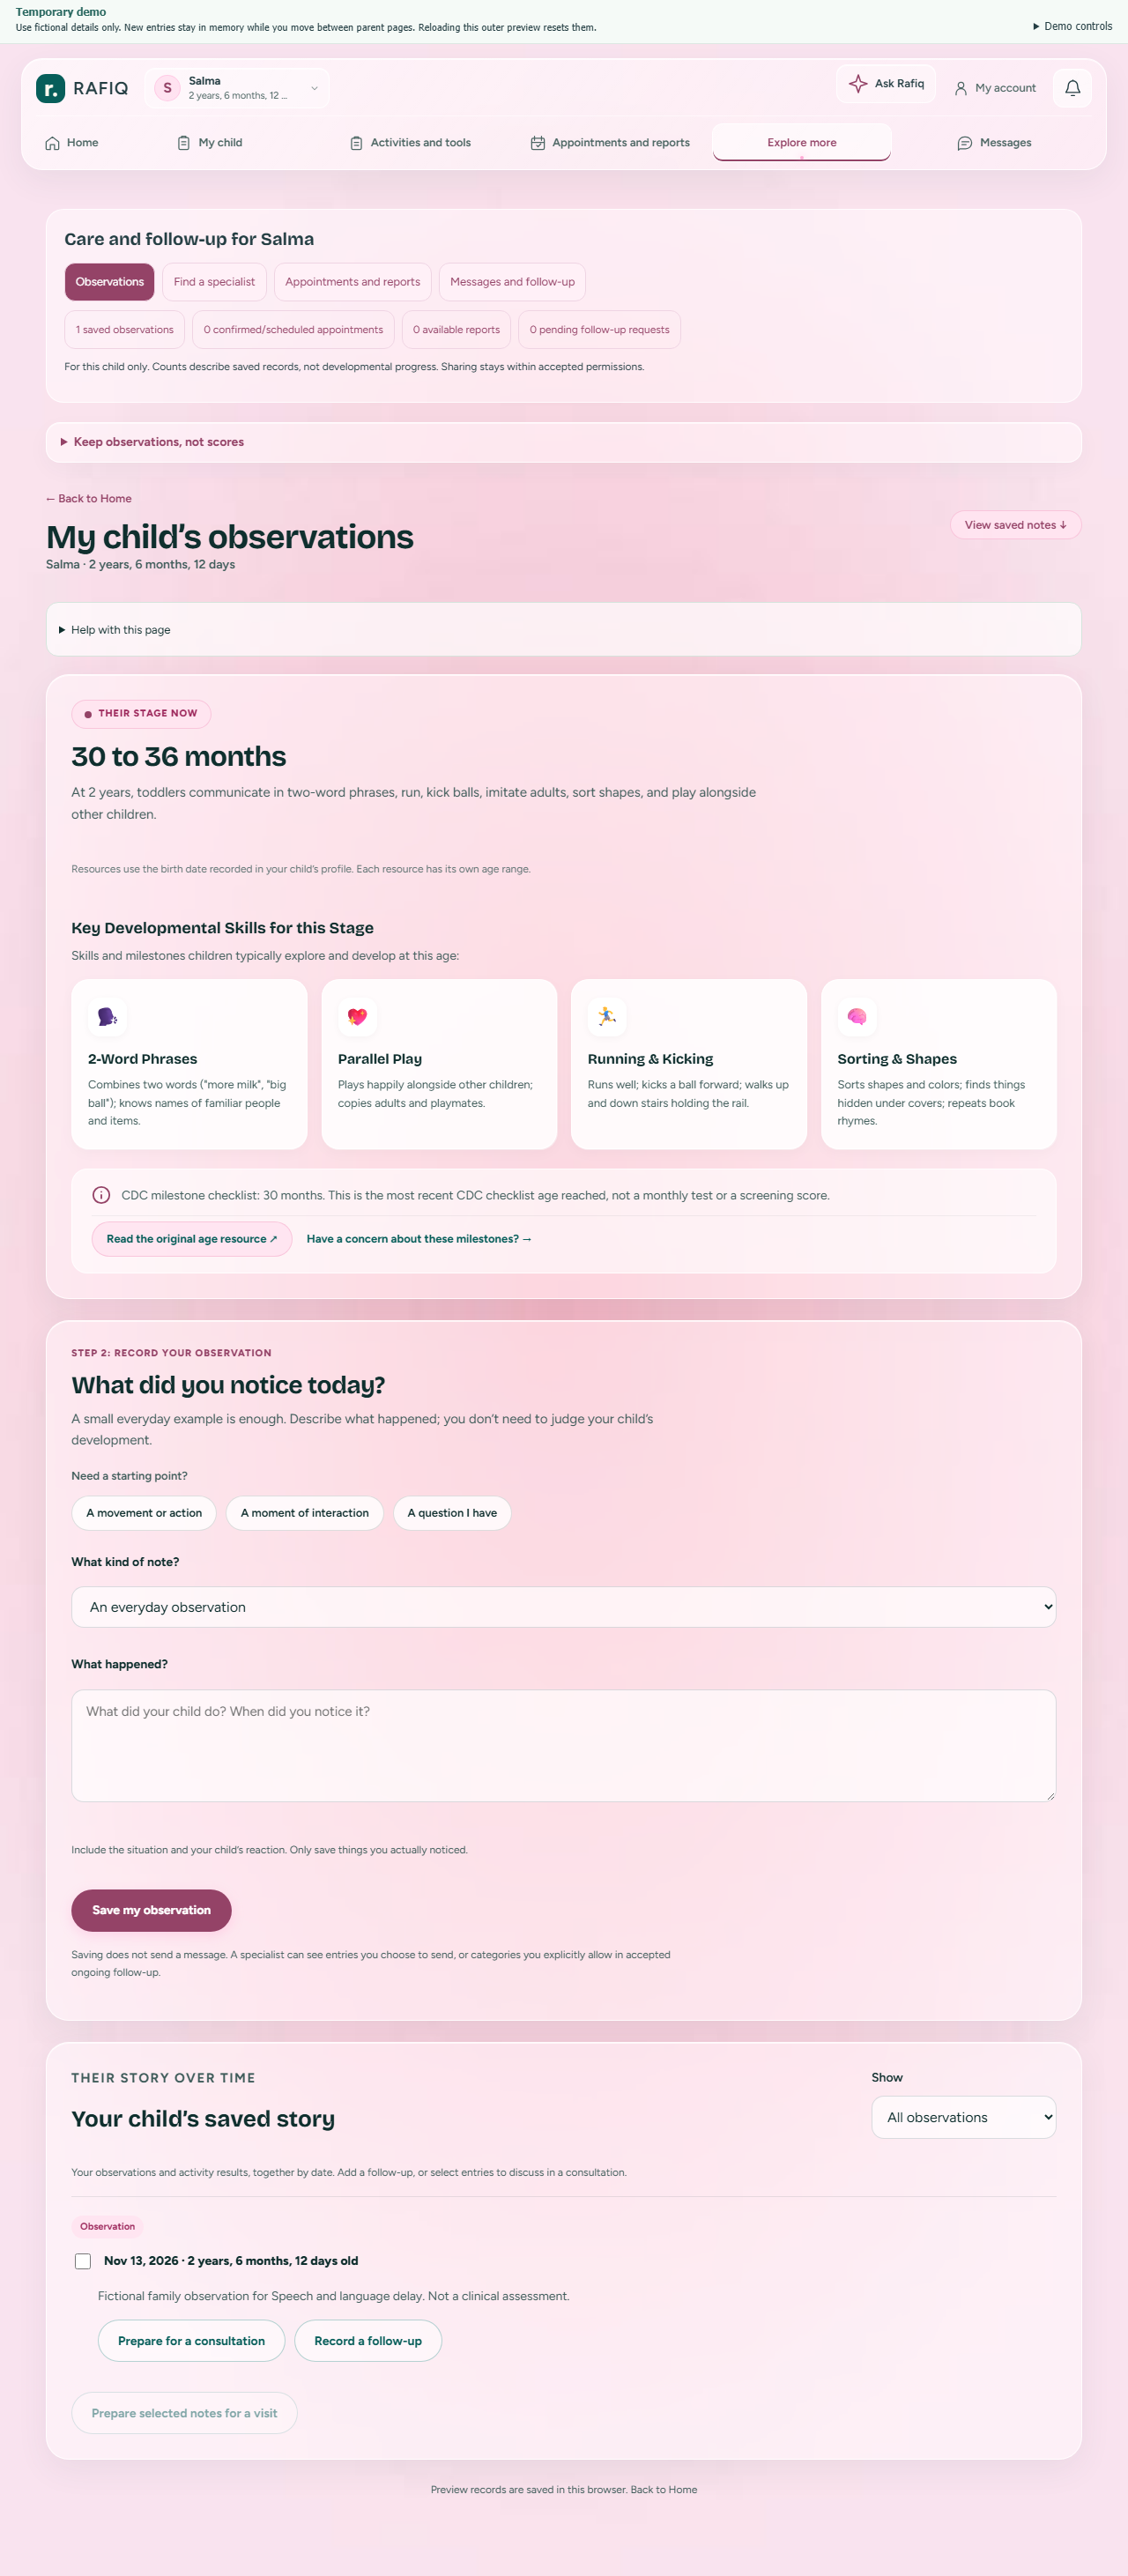 Temporary demo
Use fictional details only. New entries stay in memory while you move between parent pages. Reloading this outer preview resets them.
▶ Demo controls
r. RAFIQ
S
Salma
2 years, 6 months, 12 ...
Ask Rafiq
My account
Home
My child
Activities and tools
Appointments and reports
Explore more
Messages
Care and follow-up for Salma
Observations
Find a specialist
Appointments and reports
Messages and follow-up
1 saved observations
0 confirmed/scheduled appointments
0 available reports
0 pending follow-up requests
For this child only. Counts describe saved records, not developmental progress. Sharing stays within accepted permissions.
▶ Keep observations, not scores
← Back to Home
My child’s observations
View saved notes ↓
Salma · 2 years, 6 months, 12 days
▶ Help with this page
THEIR STAGE NOW
30 to 36 months
At 2 years, toddlers communicate in two-word phrases, run, kick balls, imitate adults, sort shapes, and play alongside
other children.
Resources use the birth date recorded in your child's profile. Each resource has its own age range.
Key Developmental Skills for this Stage
Skills and milestones children typically explore and develop at this age:
2-Word Phrases
Combines two words ("more milk", "big
ball"); knows names of familiar people
and items.
Parallel Play
Plays happily alongside other children;
copies adults and playmates.
Running & Kicking
Runs well; kicks a ball forward; walks up
and down stairs holding the rail.
Sorting & Shapes
Sorts shapes and colors; finds things
hidden under covers; repeats book
rhymes.
CDC milestone checklist: 30 months. This is the most recent CDC checklist age reached, not a monthly test or a screening score.
Read the original age resource ↗
Have a concern about these milestones? →
STEP 2: RECORD YOUR OBSERVATION
What did you notice today?
A small everyday example is enough. Describe what happened; you don’t need to judge your child’s
development.
Need a starting point?
A movement or action
A moment of interaction
A question I have
What kind of note?
An everyday observation
What happened?
What did your child do? When did you notice it?
Include the situation and your child's reaction. Only save things you actually noticed.
Save my observation
Saving does not send a message. A specialist can see entries you choose to send, or categories you explicitly allow in accepted
ongoing follow-up.
THEIR STORY OVER TIME
Show
Your child’s saved story
All observations
Your observations and activity results, together by date. Add a follow-up, or select entries to discuss in a consultation.
Observation
Nov 13, 2026 · 2 years, 6 months, 12 days old
Fictional family observation for Speech and language delay. Not a clinical assessment.
Prepare for a consultation
Record a follow-up
Prepare selected notes for a visit
Preview records are saved in this browser. Back to Home